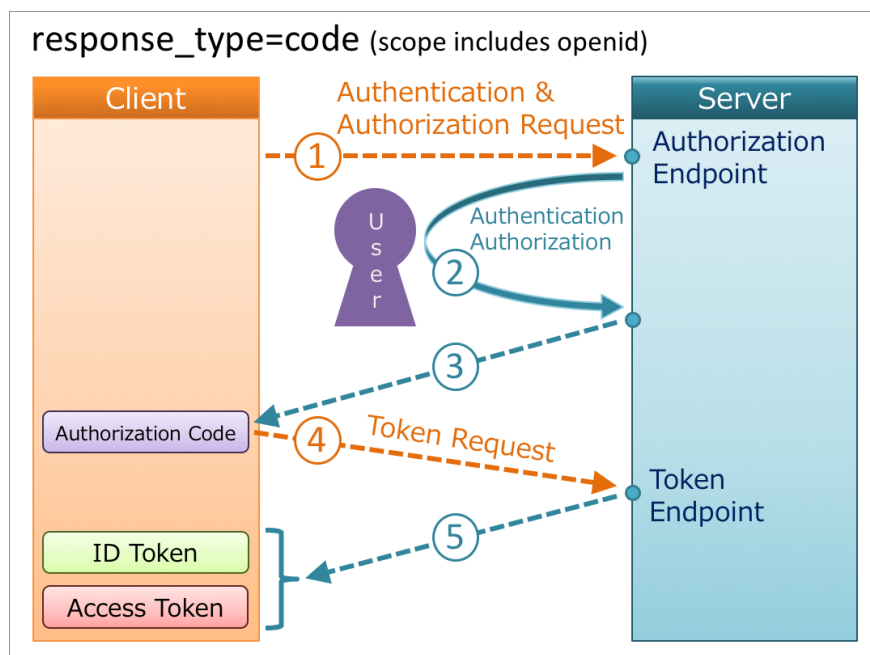 response_type=code (scope includes openid)
Client
Server
Authentication &
Authorization Request
1
Authorization
Endpoint
User
Authentication
Authorization
2
3
Authorization Code
4
Token Request
Token
Endpoint
5
ID Token
Access Token